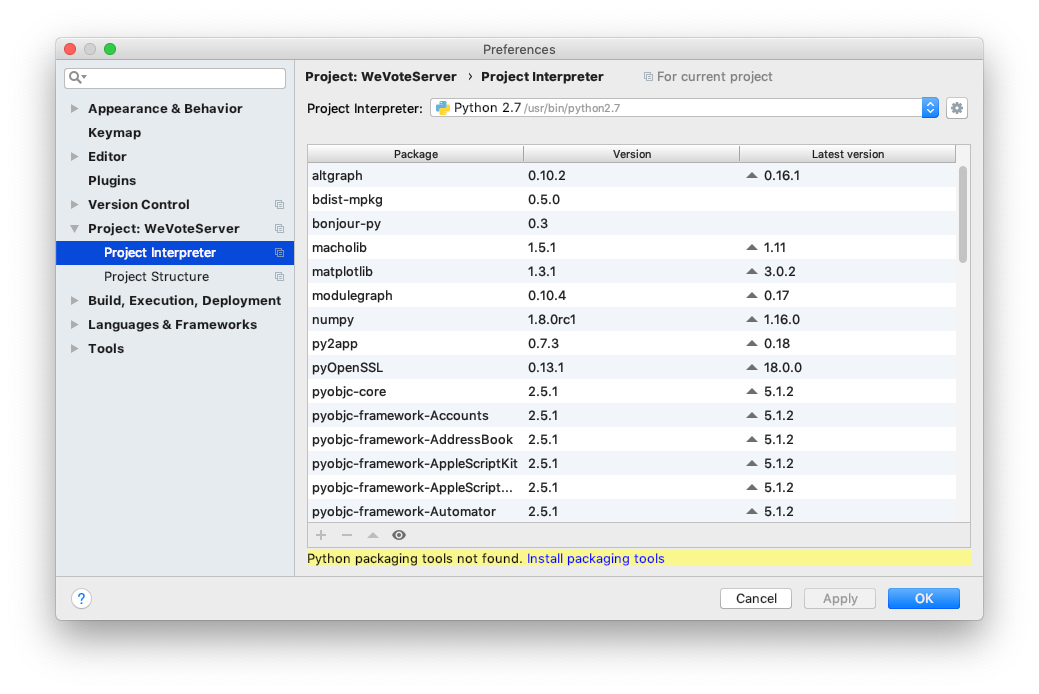 Preferences
Appearance & Behavior
Keymap
Editor
Plugins
Version Control
Project: WeVoteServer
Project Interpreter
Project Structure
Build, Execution, Deployment
Languages & Frameworks
Tools
Project: WeVoteServer › Project Interpreter For current project
Project Interpreter: Python 2.7 /usr/bin/python2.7
Package Version Latest version
altgraph 0.10.2 0.16.1
bdist-mpkg 0.5.0
bonjour-py 0.3
macholib 1.5.1 1.11
matplotlib 1.3.1 3.0.2
modulegraph 0.10.4 0.17
numpy 1.8.0rc1 1.16.0
py2app 0.7.3 0.18
pyOpenSSL 0.13.1 18.0.0
pyobjc-core 2.5.1 5.1.2
pyobjc-framework-Accounts 2.5.1 5.1.2
pyobjc-framework-AddressBook 2.5.1 5.1.2
pyobjc-framework-AppleScriptKit 2.5.1 5.1.2
pyobjc-framework-AppleScript... 2.5.1 5.1.2
pyobjc-framework-Automator 2.5.1 5.1.2
Python packaging tools not found. Install packaging tools
? Cancel Apply OK